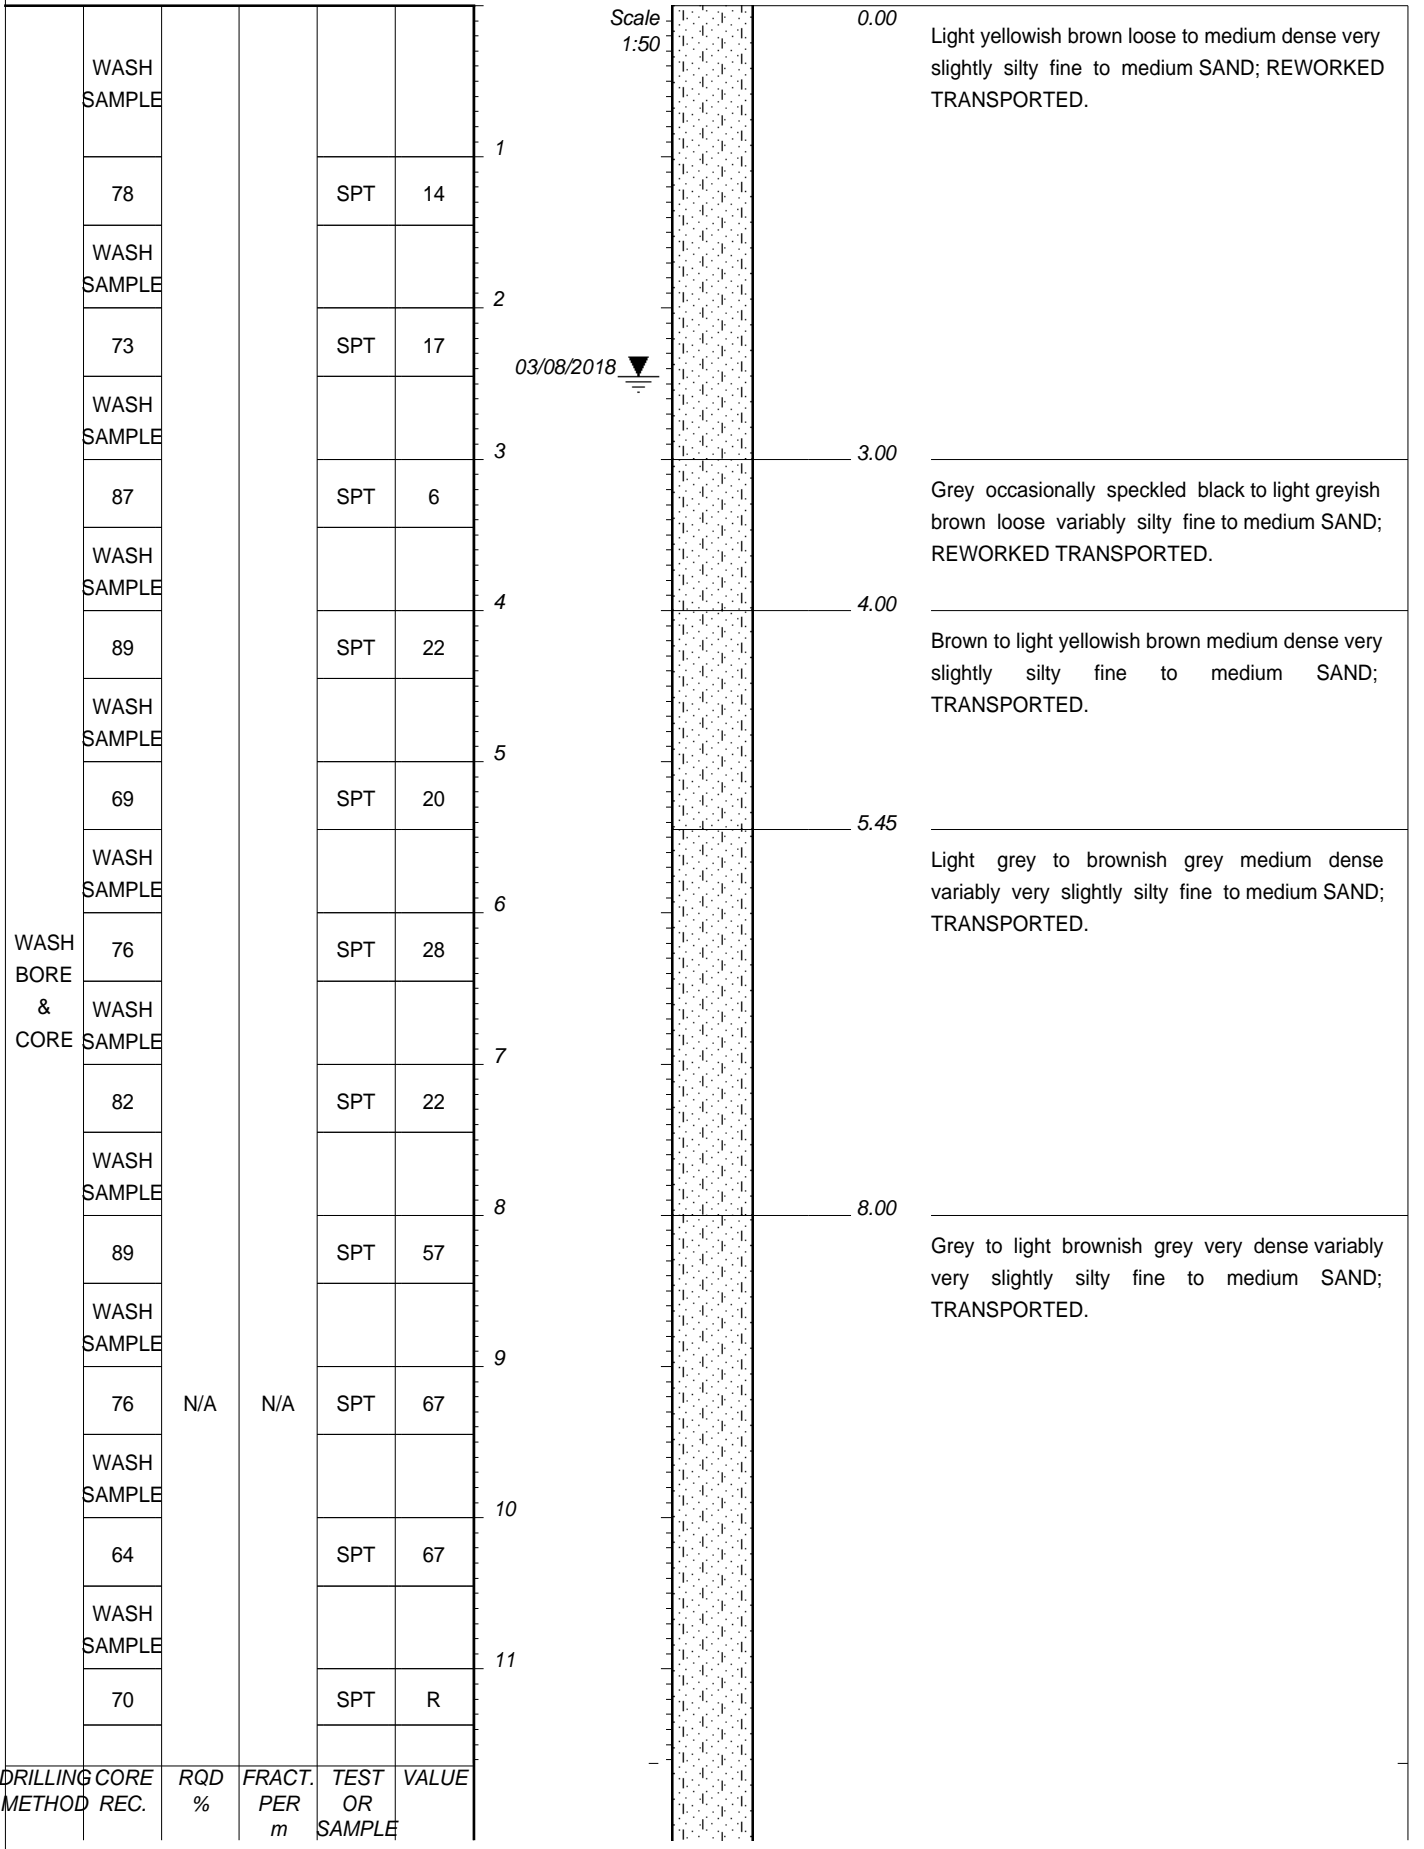 Scale
1:50
0.00
Light yellowish brown loose to medium dense very
slightly silty fine to medium SAND; REWORKED
TRANSPORTED.
WASH
SAMPLE
1
78 SPT 14
WASH
SAMPLE
2
73 SPT 17
03/08/2018
WASH
SAMPLE
3
3.00
87 SPT 6
Grey occasionally speckled black to light greyish
brown loose variably silty fine to medium SAND;
REWORKED TRANSPORTED.
WASH
SAMPLE
4
4.00
89 SPT 22
Brown to light yellowish brown medium dense very
slightly silty fine to medium SAND;
TRANSPORTED.
WASH
SAMPLE
5
69 SPT 20
5.45
WASH
SAMPLE
Light grey to brownish grey medium dense
variably very slightly silty fine to medium SAND;
TRANSPORTED.
6
WASH
BORE
&
CORE
76 SPT 28
WASH
SAMPLE
7
82 SPT 22
WASH
SAMPLE
8
8.00
89 SPT 57
Grey to light brownish grey very dense variably
very slightly silty fine to medium SAND;
TRANSPORTED.
WASH
SAMPLE
9
76 N/A N/A SPT 67
WASH
SAMPLE
10
64 SPT 67
WASH
SAMPLE
11
70 SPT R
DRILLING CORE RQD FRACT. TEST VALUE
METHOD REC. % PER OR
m SAMPLE